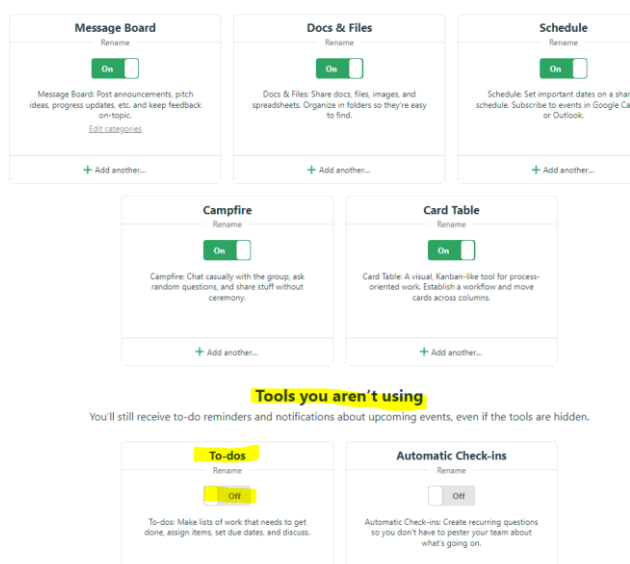 Message Board
Rename
On
Message Board: Post announcements, pitch
ideas, progress updates, etc. and keep feedback
on-topic.
Edit categories
+ Add another...
Docs & Files
Rename
On
Docs & Files: Share docs, files, images, and
spreadsheets. Organize in folders so they're easy
to find.
+ Add another...
Schedule
Rename
On
Schedule: Set important dates on a shar
schedule. Subscribe to events in Google Ca
or Outlook.
+ Add another...
Campfire
Rename
On
Campfire: Chat casually with the group, ask
random questions, and share stuff without
ceremony.
+ Add another...
Card Table
Rename
On
Card Table: A visual, Kanban-like tool for process-
oriented work. Establish a workflow and move
cards across columns.
+ Add another...
Tools you aren't using
You'll still receive to-do reminders and notifications about upcoming events, even if the tools are hidden.
To-dos
Rename
Off
To-dos: Make lists of work that needs to get
done, assign items, set due dates, and discuss.
Automatic Check-ins
Rename
Off
Automatic Check-ins: Create recurring questions
so you don't have to pester your team about
what's going on.